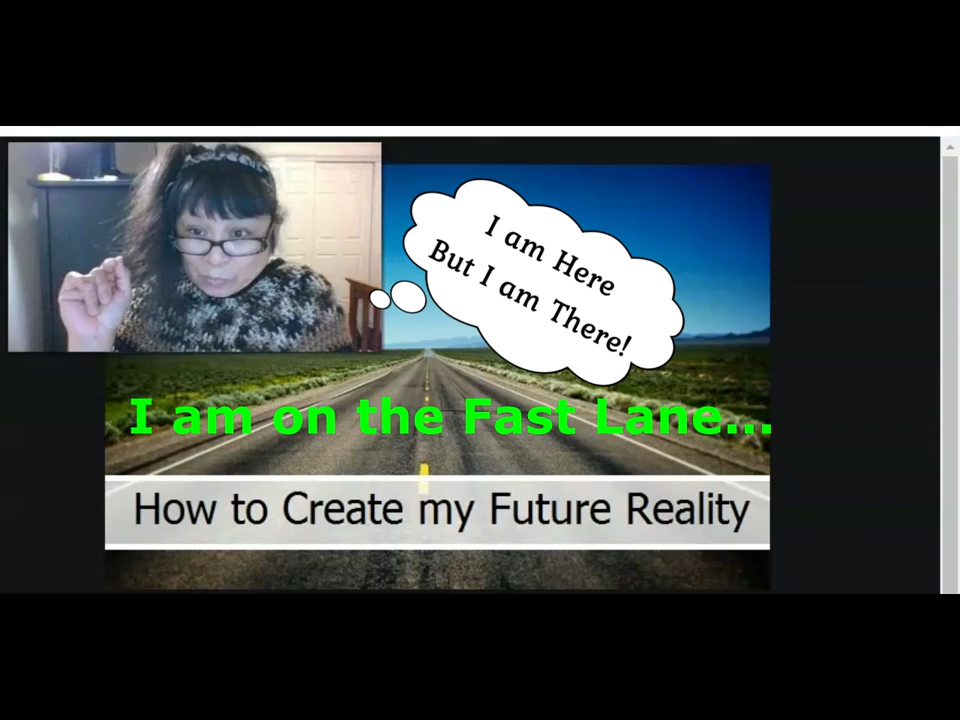 I am Here
But I am There!
I am on the Fast Lane...
How to Create my Future Reality